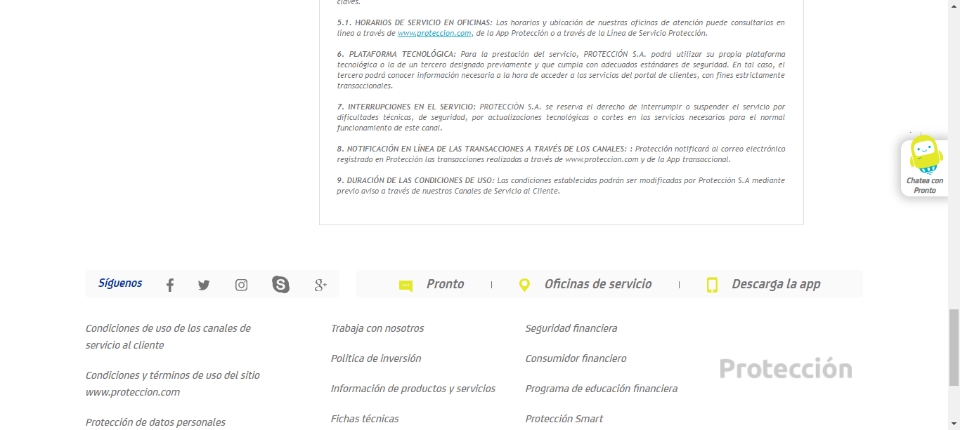 claves.
5.1. HORARIOS DE SERVICIO EN OFICINAS: Los horarios y ubicación de nuestras oficinas de atención puede consultarlos en
línea a través de www.proteccion.com, de la App Protección o a través de la Línea de Servicio Protección.
6. PLATAFORMA TECNOLÓGICA: Para la prestación del servicio, PROTECCIÓN S.A. podrá utilizar su propia plataforma
tecnológica o la de un tercero designado previamente y que cumpla con adecuados estándares de seguridad. En tal caso, el
tercero podrá conocer información necesaria a la hora de acceder a los servicios del portal de clientes, con fines estrictamente
transaccionales.
7. INTERRUPCIONES EN EL SERVICIO: PROTECCIÓN S.A. se reserva el derecho de interrumpir o suspender el servicio por
dificultades técnicas, de seguridad, por actualizaciones tecnológicas o cortes en los servicios necesarios para el normal
funcionamiento de este canal.
8. NOTIFICACIÓN EN LÍNEA DE LAS TRANSACCIONES A TRAVÉS DE LOS CANALES: : Protección notificará al correo electrónico
registrado en Protección las transacciones realizadas a través de www.proteccion.com y de la App transaccional.
9. DURACIÓN DE LAS CONDICIONES DE USO: Las condiciones establecidas podrán ser modificadas por Protección S.A mediante
previo aviso a través de nuestros Canales de Servicio al Cliente.
Chatea con
Pronto
Síguenos
Pronto
Oficinas de servicio
Descarga la app
Condiciones de uso de los canales de
servicio al cliente
Condiciones y términos de uso del sitio
www.proteccion.com
Protección de datos personales
Trabaja con nosotros
Política de inversión
Información de productos y servicios
Fichas técnicas
Seguridad financiera
Consumidor financiero
Programa de educación financiera
Protección Smart
Protección